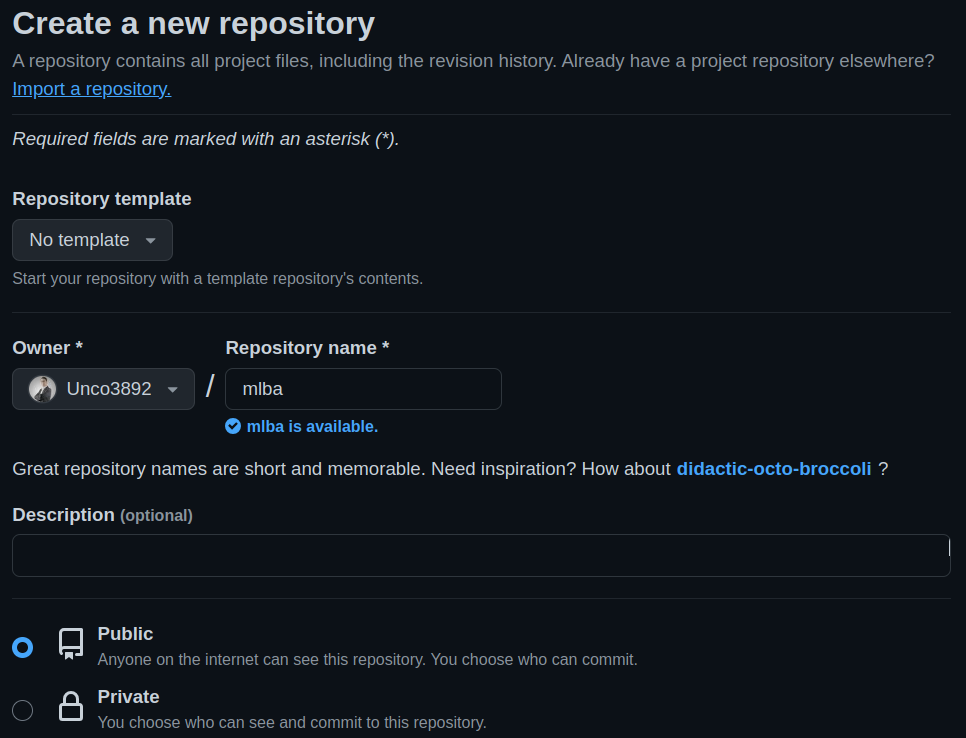 Create a new repository
A repository contains all project files, including the revision history. Already have a project repository elsewhere?
Import a repository.
Required fields are marked with an asterisk (*).
Repository template
No template
Start your repository with a template repository's contents.
Owner *
Repository name *
Unco3892
/
mlba
mlba is available.
Great repository names are short and memorable. Need inspiration? How about didactic-octo-broccoli ?
Description (optional)
Public
Anyone on the internet can see this repository. You choose who can commit.
Private
You choose who can see and commit to this repository.